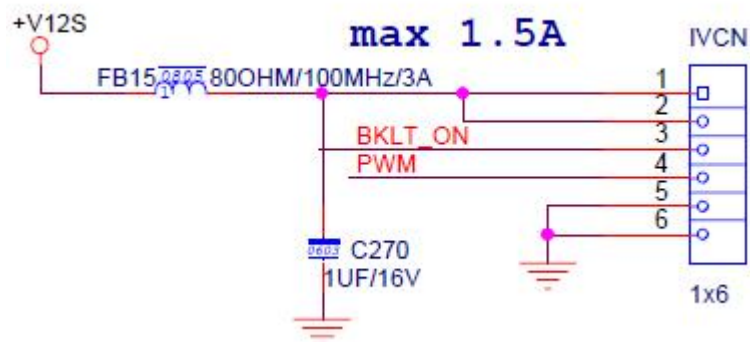 +V12S
max 1.5A
IVCN
FB15 0805 80OHM/100MHz/3A
1
1
2
BKLT_ON
3
PWM
4
5
6
0603 C270
1UF/16V
1x6